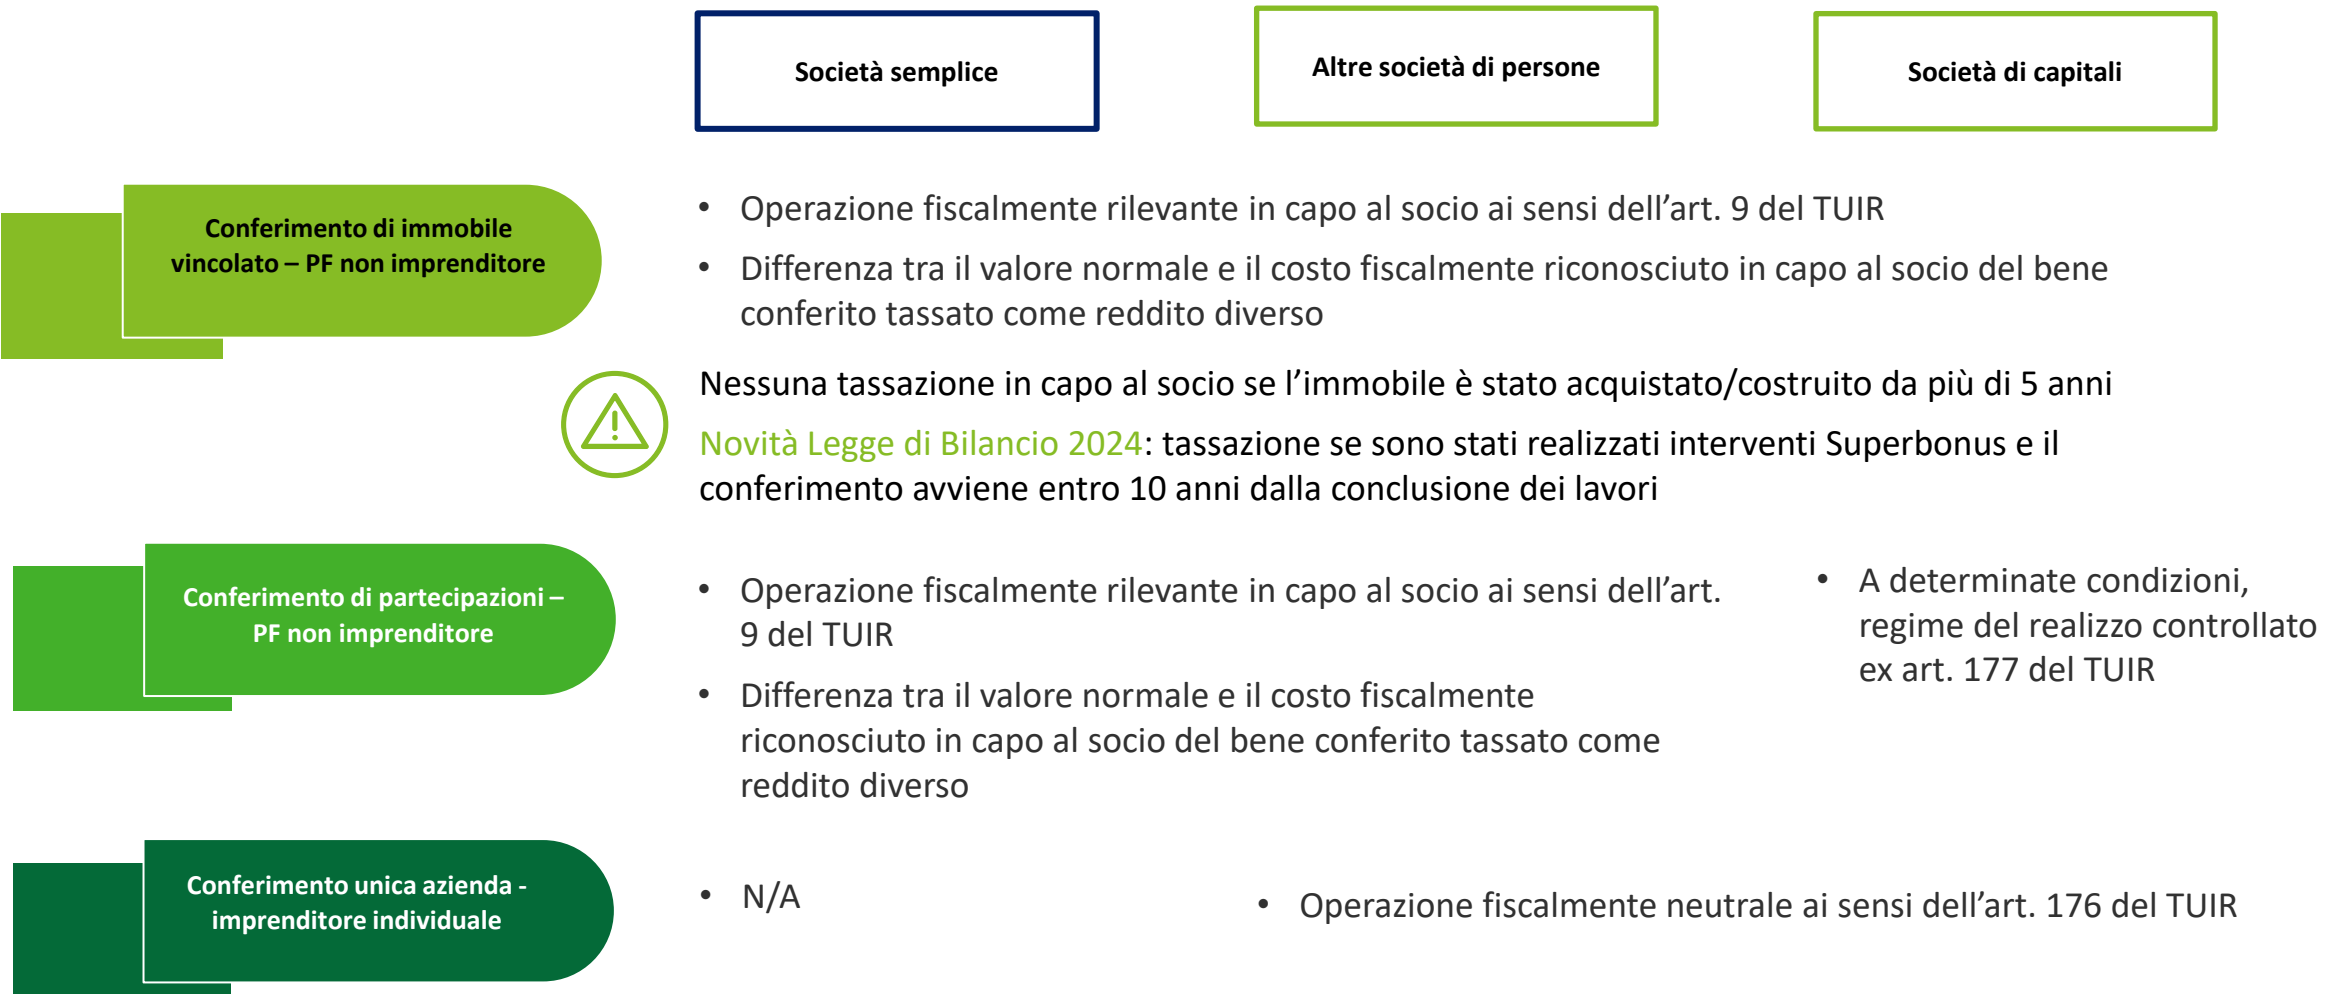 Società semplice
Altre società di persone
Società di capitali
Conferimento di immobile
vincolato – PF non imprenditore
• Operazione fiscalmente rilevante in capo al socio ai sensi dell’art. 9 del TUIR
• Differenza tra il valore normale e il costo fiscalmente riconosciuto in capo al socio del bene
conferito tassato come reddito diverso
Nessuna tassazione in capo al socio se l’immobile è stato acquistato/costruito da più di 5 anni
Novità Legge di Bilancio 2024: tassazione se sono stati realizzati interventi Superbonus e il
conferimento avviene entro 10 anni dalla conclusione dei lavori
Conferimento di partecipazioni –
PF non imprenditore
• Operazione fiscalmente rilevante in capo al socio ai sensi dell’art.
9 del TUIR
• Differenza tra il valore normale e il costo fiscalmente
riconosciuto in capo al socio del bene conferito tassato come
reddito diverso
• A determinate condizioni,
regime del realizzo controllato
ex art. 177 del TUIR
Conferimento unica azienda -
imprenditore individuale
• N/A
• Operazione fiscalmente neutrale ai sensi dell’art. 176 del TUIR